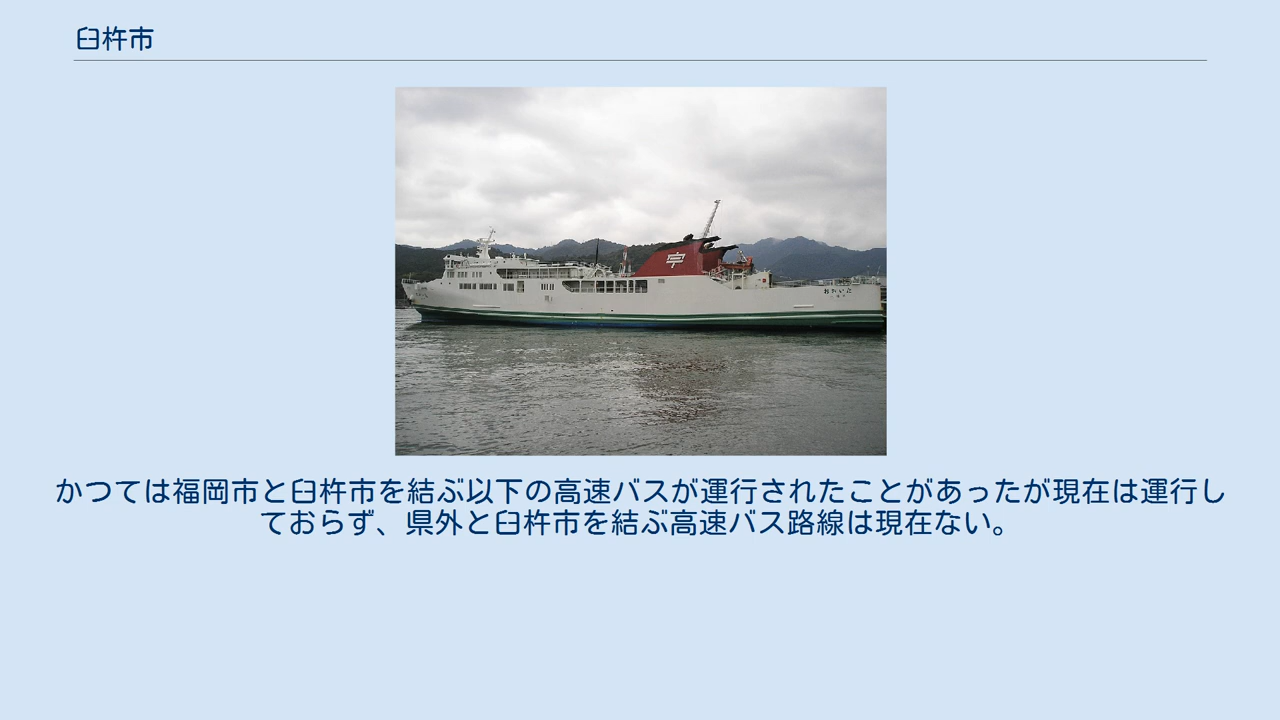 臼杵市
かつては福岡市と臼杵市を結ぶ以下の高速バスが運行されたことがあったが現在は運行し
ておらず、県外と臼杵市を結ぶ高速バス路線は現在ない。